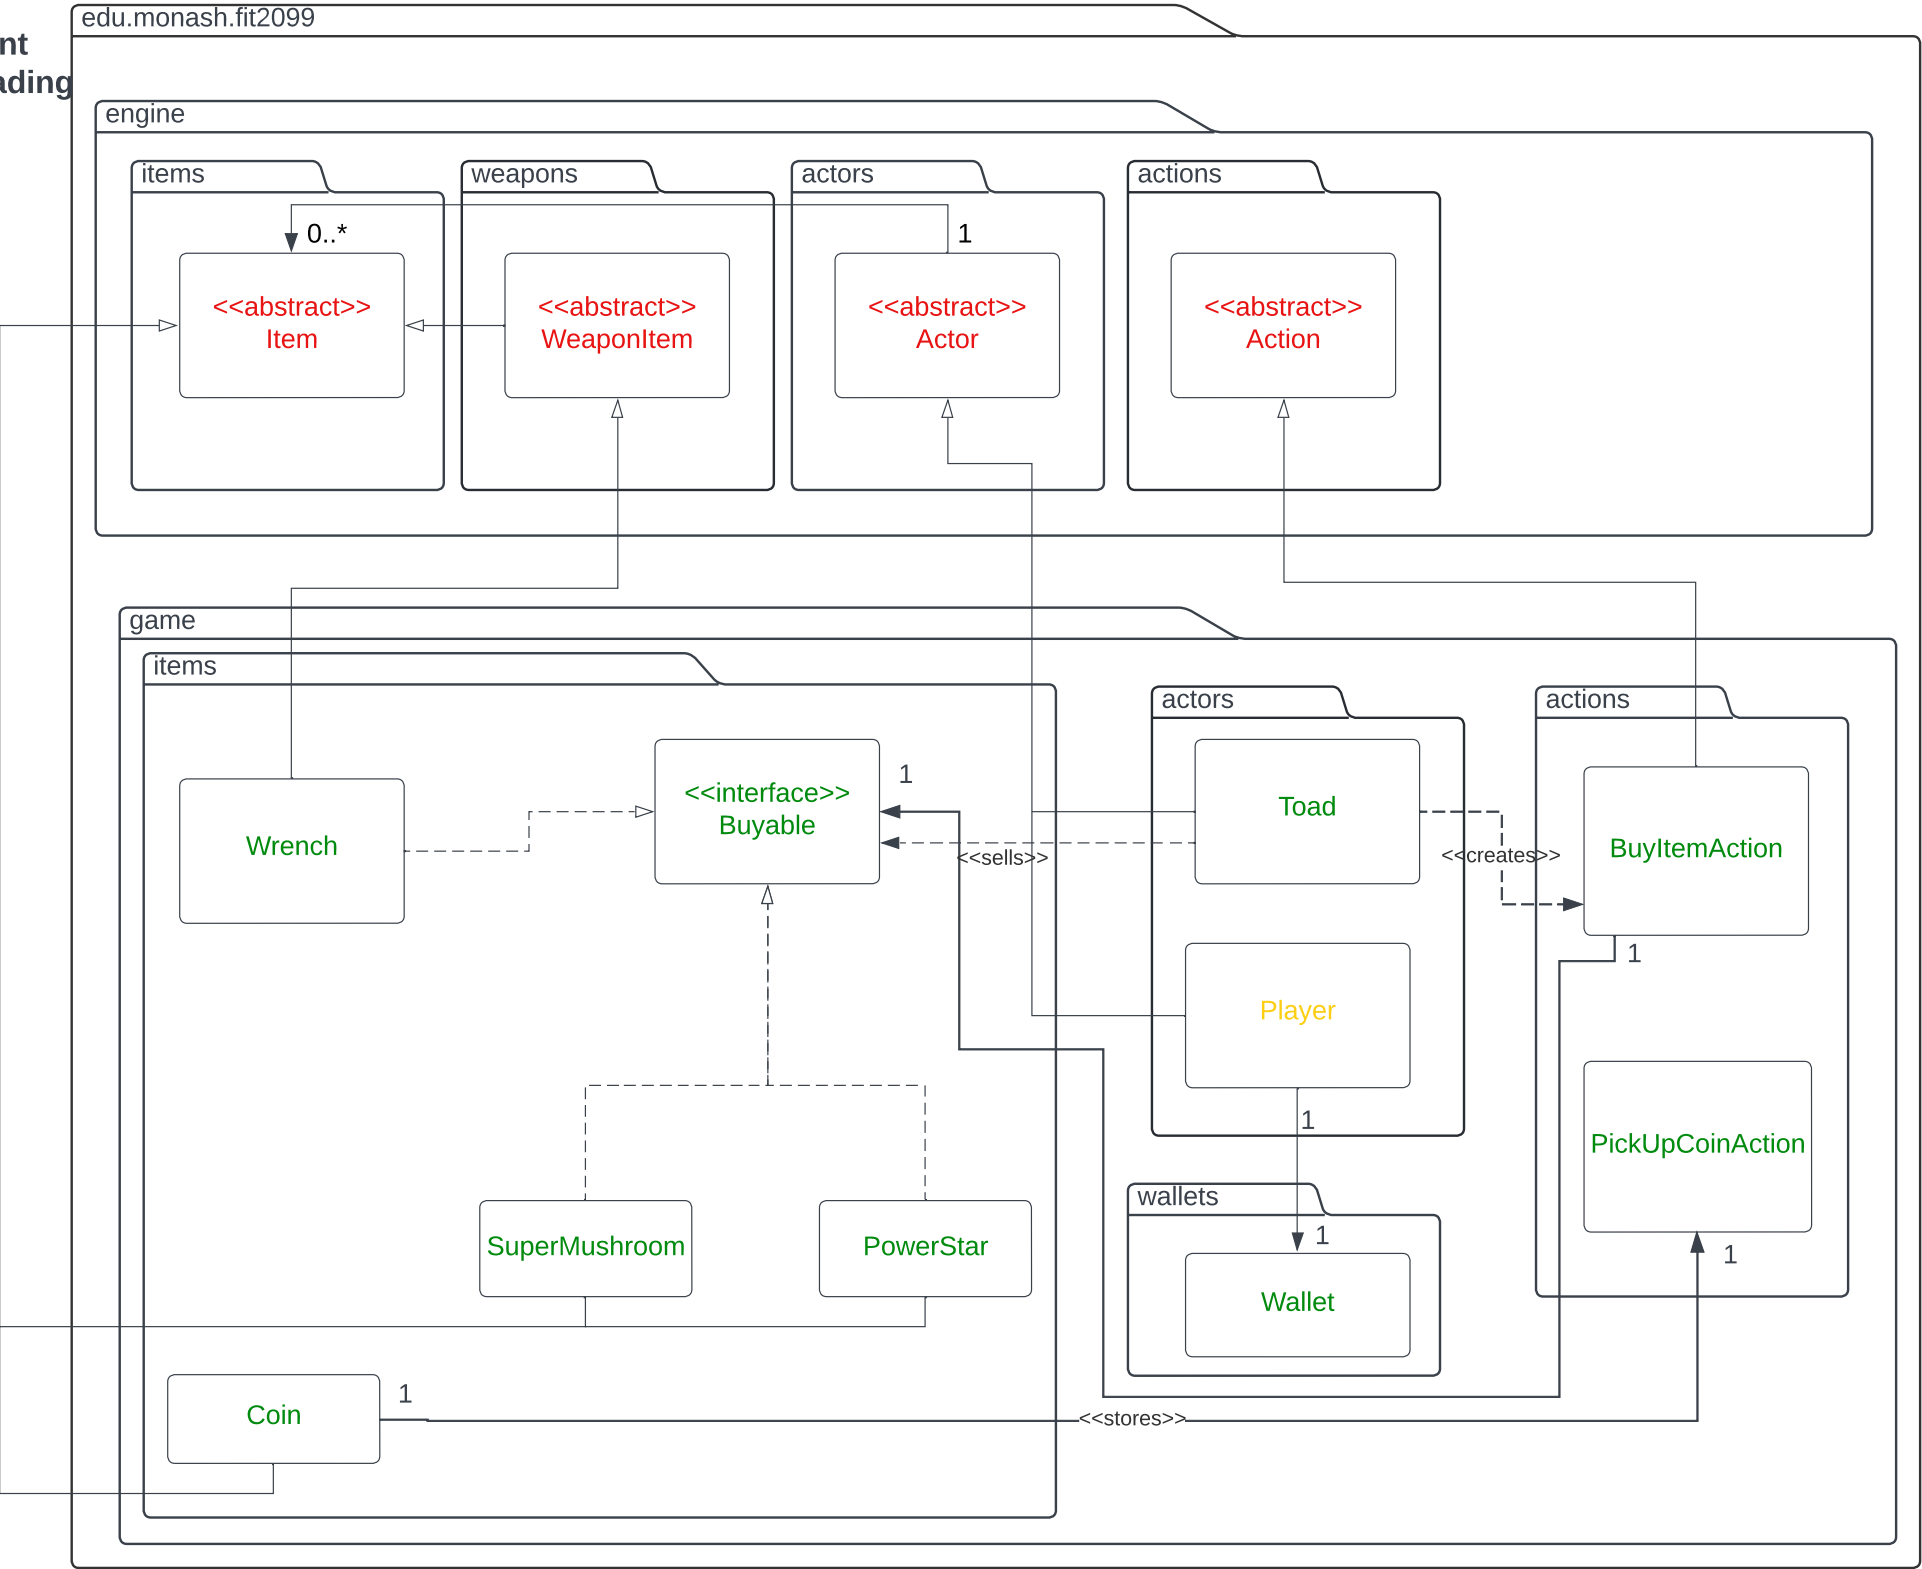 edu.monash.fit2099
nt
ading
engine
items
weapons
actors
actions
0..*
1
<<abstract>>
Item
<<abstract>>
WeaponItem
<<abstract>>
Actor
<<abstract>>
Action
game
items
actors
actions
Wrench
<<interface>>
Buyable
1
<<sells>>
Toad
<<creates>>
BuyItemAction
1
Player
1
PickUpCoinAction
wallets
1
1
Wallet
SuperMushroom
PowerStar
Coin
1
<<stores>>